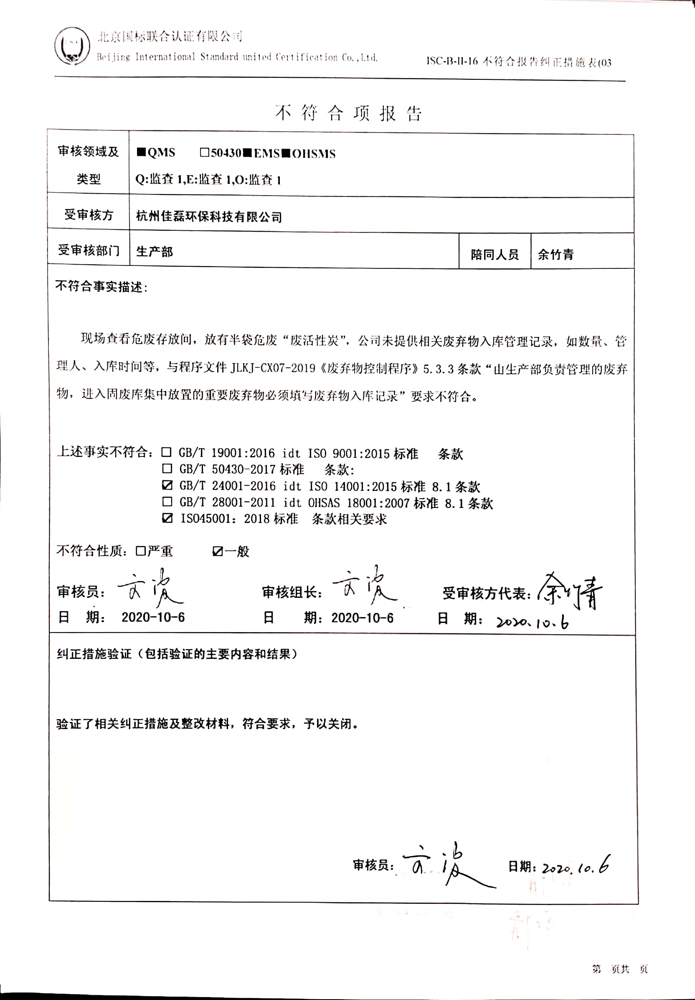 北京国标联合认证有限公司
Beijing International Standard united Certification Co.,Ltd.
ISC-B-II-16 不符合报告纠正措施表(03
不符合项报告
审核领域及类型
■QMS □50430■EMS■OHSMS
Q:监查 1,E:监查 1,O:监查 1
受审核方 杭州佳磊环保科技有限公司
受审核部门 生产部 陪同人员 余竹青
不符合事实描述:
现场查看危废存放间，放有半袋危废“废活性炭”，公司未提供相关废弃物入库管理记录，如数量、管
理人、入库时间等，与程序文件 JLKJ-CX07-2019《废弃物控制程序》5.3.3 条款“由生产部负责管理的废弃
物，进入固废库集中放置的重要废弃物必须填写废弃物入库记录”要求不符合。
上述事实不符合: □ GB/T 19001:2016 idt ISO 9001:2015 标准 条款
□ GB/T 50430-2017 标准 条款:
☑ GB/T 24001-2016 idt ISO 14001:2015 标准 8.1 条款
□ GB/T 28001-2011 idt OHSAS 18001:2007 标准 8.1 条款
☑ ISO45001: 2018 标准 条款相关要求
不符合性质: □严重 ☑一般
审核员: 文波 审核组长: 文波 受审核方代表: 余竹青
日 期: 2020-10-6 日 期: 2020-10-6 日 期: 2020.10.6
纠正措施验证（包括验证的主要内容和结果）
验证了相关纠正措施及整改材料，符合要求，予以关闭。
审核员: 文波 日期: 2020.10.6
第 页共 页